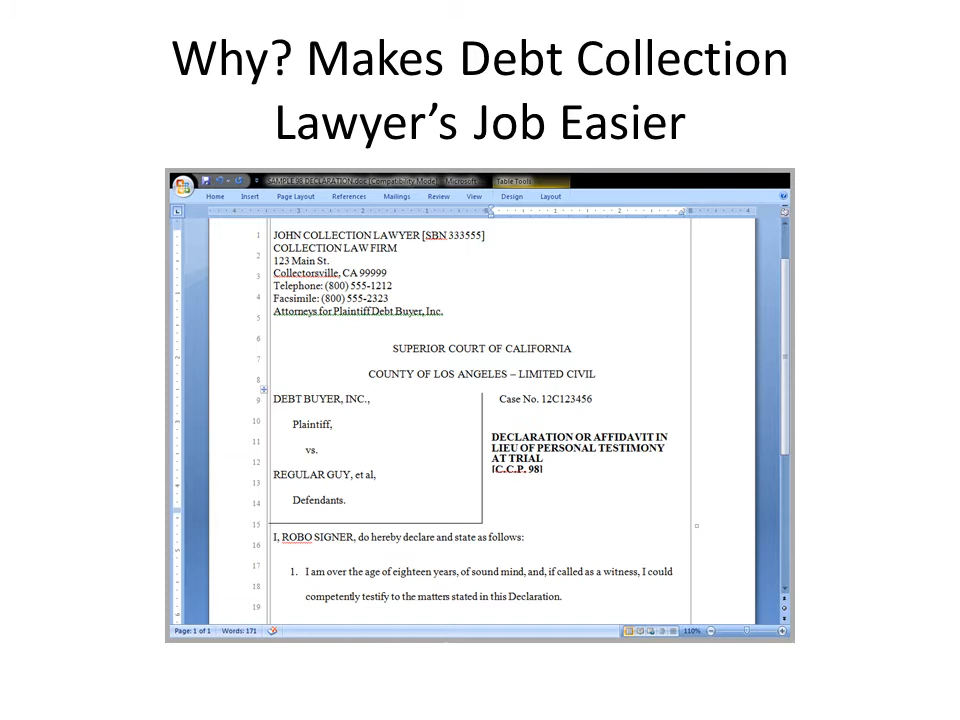 Why? Makes Debt Collection
Lawyer’s Job Easier
SAMPLE 98 DECLARATION.doc [Compatibility Mode] - Microsoft
Table Tools
Home Insert Page Layout References Mailings Review View Design Layout
1 JOHN COLLECTION LAWYER [SBN 333555]
COLLECTION LAW FIRM
2 123 Main St.
3 Collectorsville, CA 99999
Telephone: (800) 555-1212
4 Facsimile: (800) 555-2323
5 Attorneys for Plaintiff Debt Buyer, Inc.
6
7 SUPERIOR COURT OF CALIFORNIA
8 COUNTY OF LOS ANGELES – LIMITED CIVIL
9 DEBT BUYER, INC., Case No. 12C123456
10 Plaintiff,
11 vs.
12 REGULAR GUY, et al,
13
14 Defendants.
DECLARATION OR AFFIDAVIT IN
LIEU OF PERSONAL TESTIMONY
AT TRIAL
[C.C.P. 98]
15
16 I, ROBO SIGNER, do hereby declare and state as follows:
17 1. I am over the age of eighteen years, of sound mind, and, if called as a witness, I could
18 competently testify to the matters stated in this Declaration.
19
Page: 1 of 1 Words: 171 110%